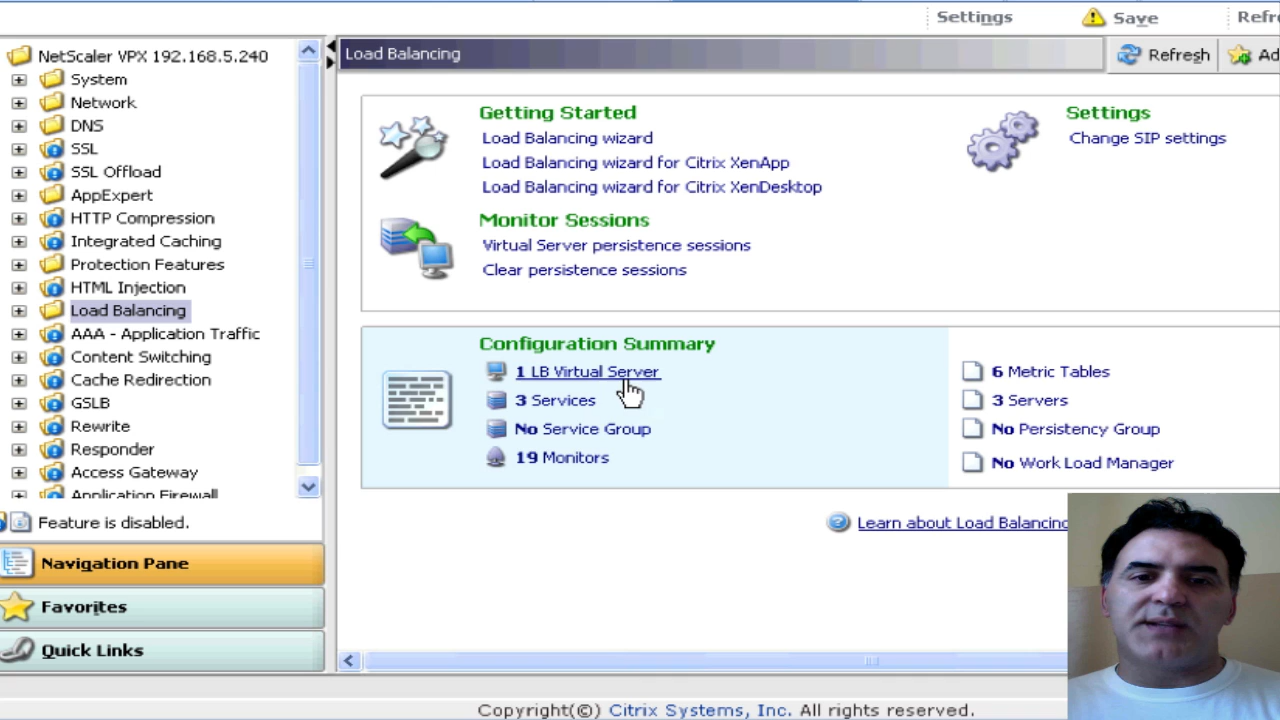 Settings
Save
Refr
NetScaler VPX 192.168.5.240
System
Network
DNS
SSL
SSL Offload
AppExpert
HTTP Compression
Integrated Caching
Protection Features
HTML Injection
Load Balancing
AAA - Application Traffic
Content Switching
Cache Redirection
GSLB
Rewrite
Responder
Access Gateway
Application Firewall
Feature is disabled.
Navigation Pane
Favorites
Quick Links
Load Balancing
Refresh
Ad
Getting Started
Load Balancing wizard
Load Balancing wizard for Citrix XenApp
Load Balancing wizard for Citrix XenDesktop
Settings
Change SIP settings
Monitor Sessions
Virtual Server persistence sessions
Clear persistence sessions
Configuration Summary
1 LB Virtual Server
3 Services
No Service Group
19 Monitors
6 Metric Tables
3 Servers
No Persistency Group
No Work Load Manager
Learn about Load Balancing
Copyright(©) Citrix Systems, Inc. All rights reserved.